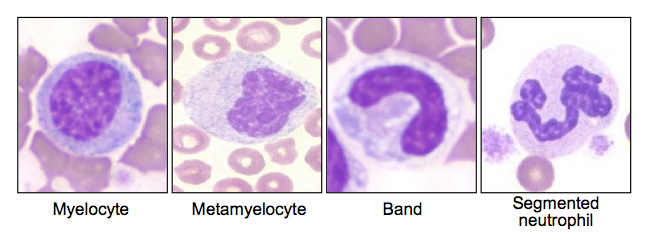 Myelocyte
Metamyelocyte
Band
Segmented
neutrophil